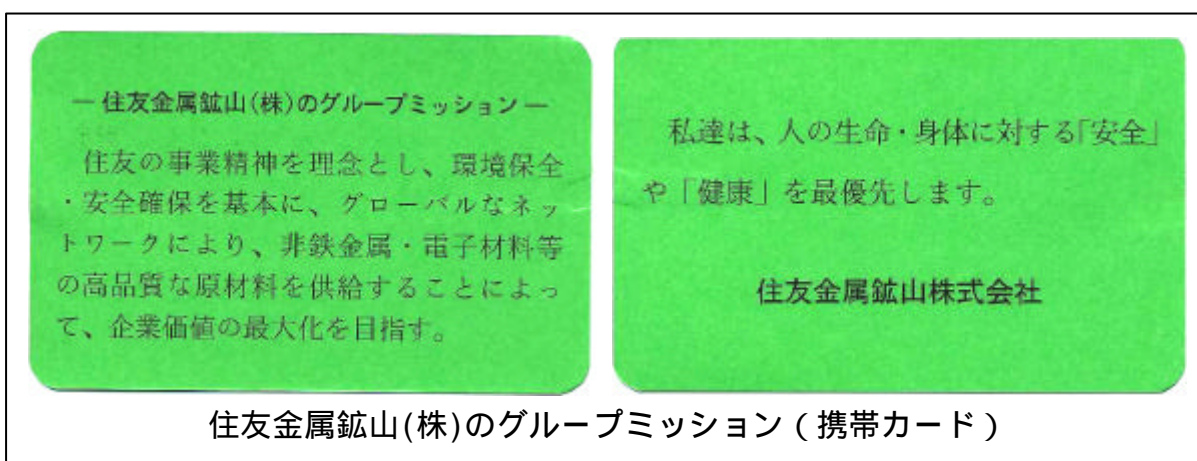 ― 住友金属鉱山(株)のグループミッション ―
住友の事業精神を理念とし、環境保全
・安全確保を基本に、グローバルなネッ
トワークにより、非鉄金属・電子材料等
の高品質な原材料を供給することによっ
て、企業価値の最大化を目指す。
私達は、人の生命・身体に対する「安全」
や「健康」を最優先します。
住友金属鉱山株式会社
住友金属鉱山(株)のグループミッション(携帯カード)